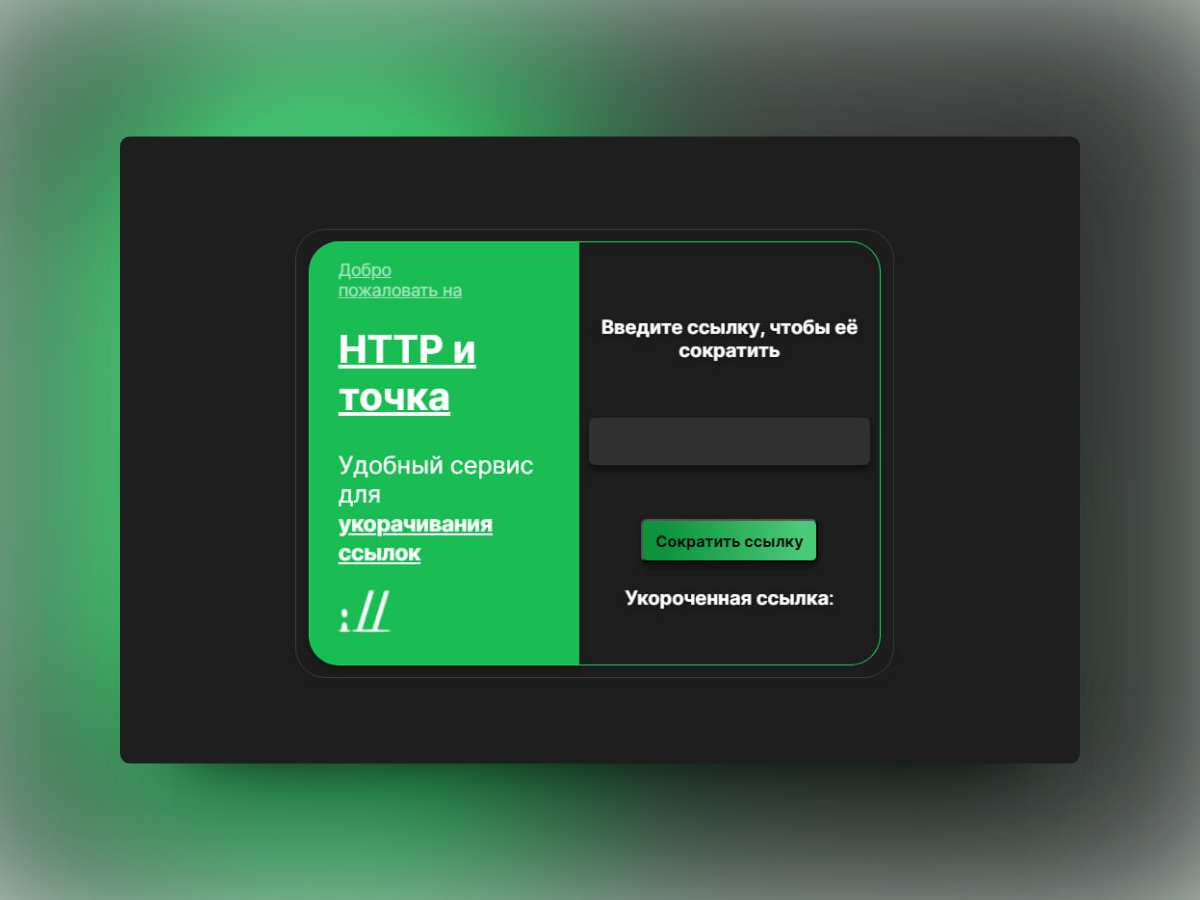 Добро
пожаловать на
HTTP и
точка
Удобный сервис
для
укорачивания
ссылок
://
Введите ссылку, чтобы её
сократить
Сократить ссылку
Укороченная ссылка: